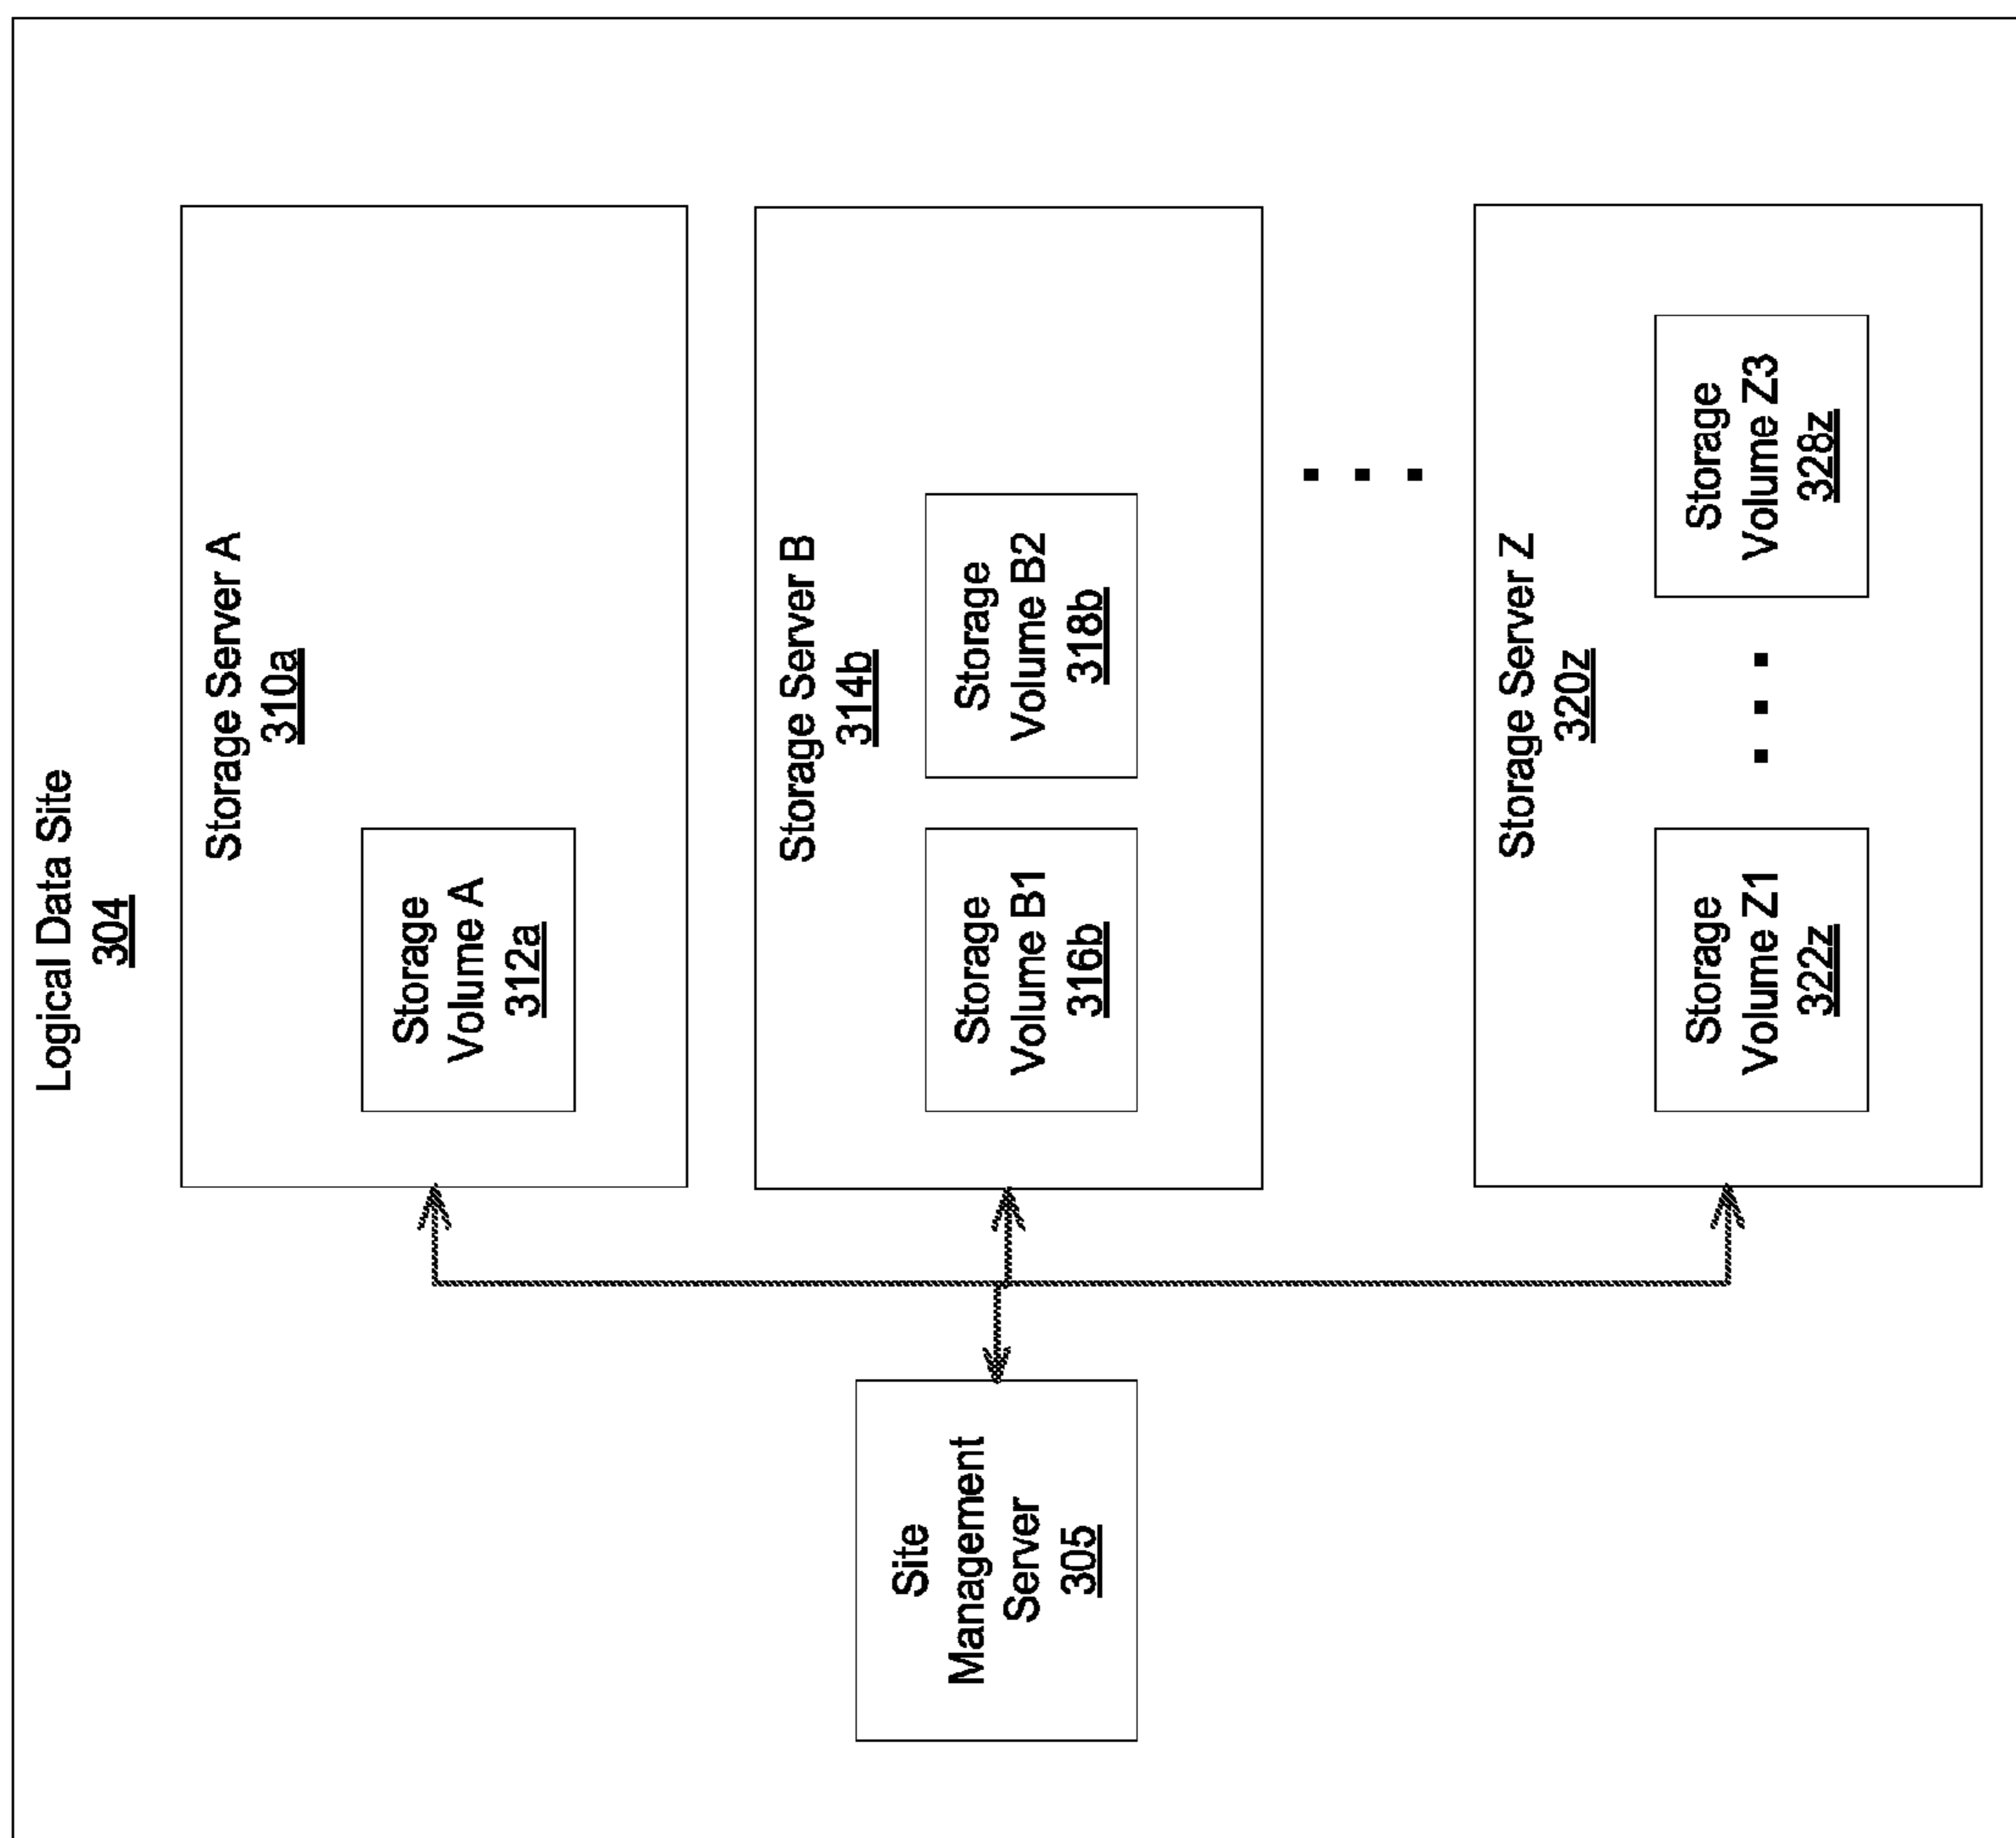 Logical Data Site
304
Storage Server A
310a
Storage
Volume A
312a
Storage Server B
314b
Storage
Volume B1
316b
Storage
Volume B2
318b
Storage Server Z
320z
Storage
Volume Z1
322z
Storage
Volume Z3
328z
Site
Management
Server
305